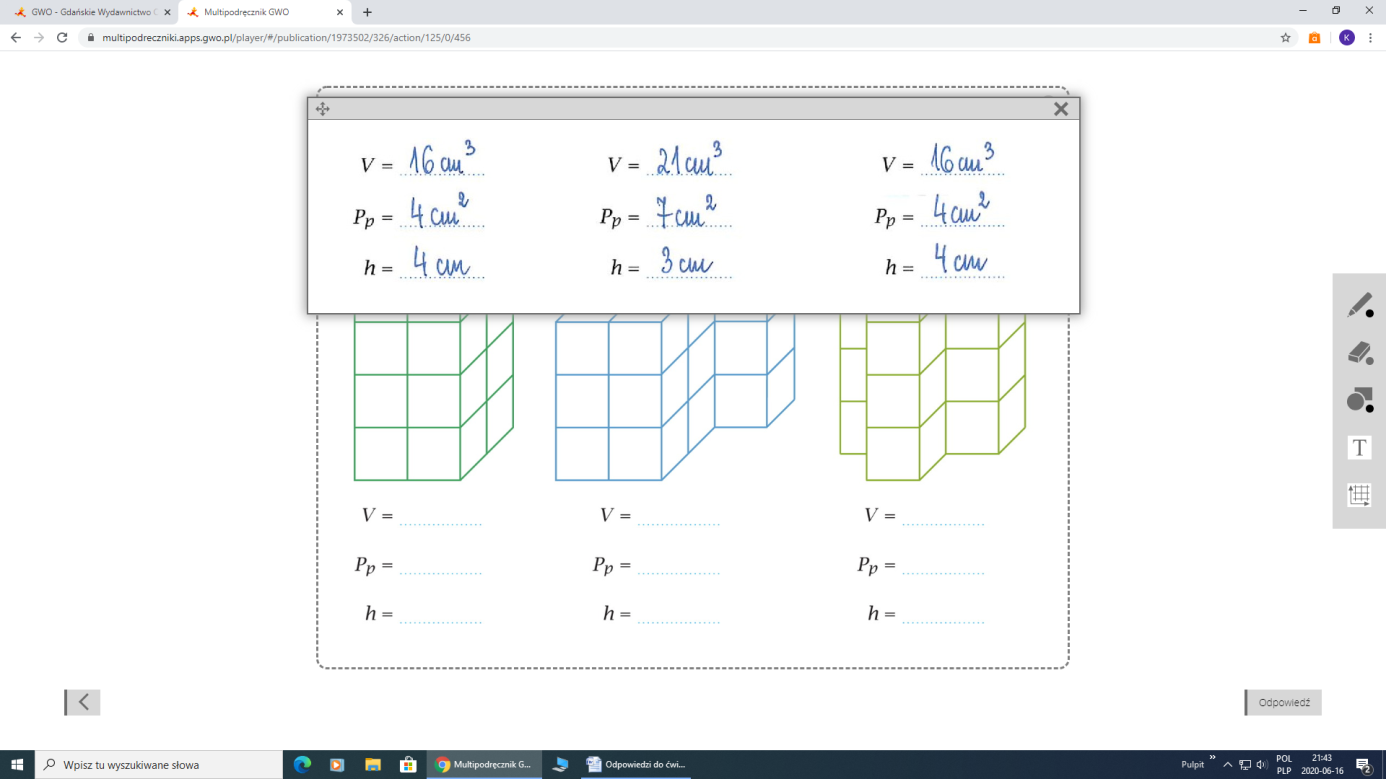 GWO - Gdańskie Wydawnictwo O
Multipodręcznik GWO
multipodreczniki.apps.gwo.pl/player/#/publication/1973502/326/action/125/0/456
K
V = 16 cm³ V = 21 cm³ V = 16 cm³
Pp = 4 cm² Pp = 7 cm² Pp = 4 cm²
h = 4 cm h = 3 cm h = 4 cm
T
V = V = V =
Pp = Pp = Pp =
h = h = h =
Odpowiedź
Wpisz tu wyszukiwane słowa
Multipodręcznik G...
Odpowiedzi do ćwi...
Pulpit
POL
PLP
21:43
2020-06-16
2